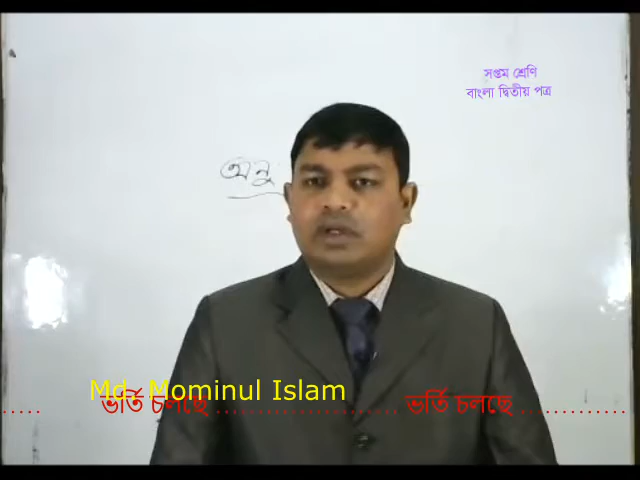 সপ্তম শ্রেণি
বাংলা দ্বিতীয় পত্র
অনু
Md. Mominul Islam
..... ভর্তি চলছে ........................ ভর্তি চলছে ..............